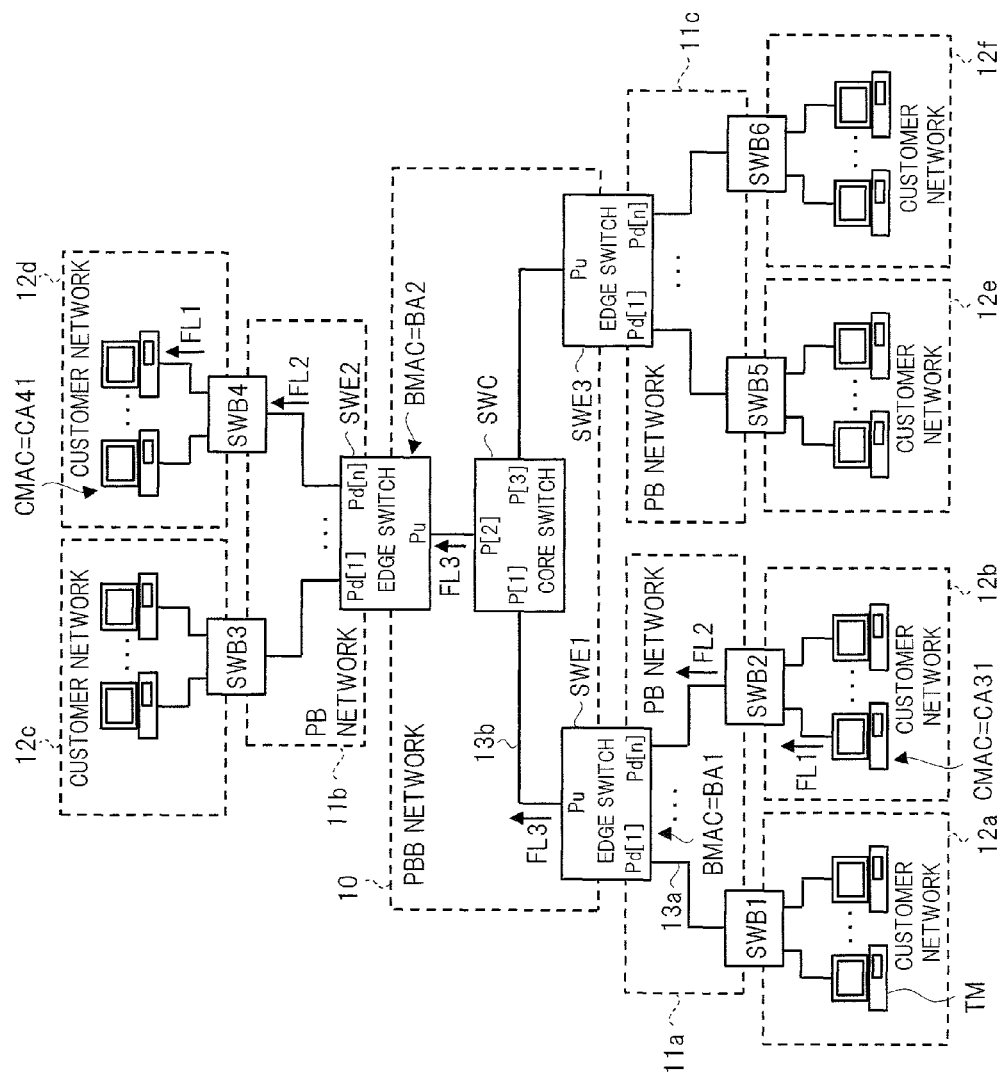 12c
CUSTOMER NETWORK
SWB3
12d
CUSTOMER NETWORK
CMAC=CA41
FL1
SWB4
FL2
11b
PB
NETWORK
Pd[1]
...
Pd[n]
EDGE SWITCH
Pu
SWE2
BMAC=BA2
10
PBB NETWORK
FL3
P[2]
P[1]
P[3]
CORE SWITCH
SWC
13b
FL3
Pu
EDGE SWITCH
Pd[1]
Pd[n]
SWE1
BMAC=BA1
Pu
EDGE SWITCH
Pd[1]
Pd[n]
SWE3
11a
13a
PB NETWORK
FL2
PB NETWORK
11c
SWB1
SWB2
SWB5
SWB6
CUSTOMER
NETWORK
12a
TM
FL1
CUSTOMER
NETWORK
12b
CMAC=CA31
CUSTOMER
NETWORK
12e
CUSTOMER
NETWORK
12f